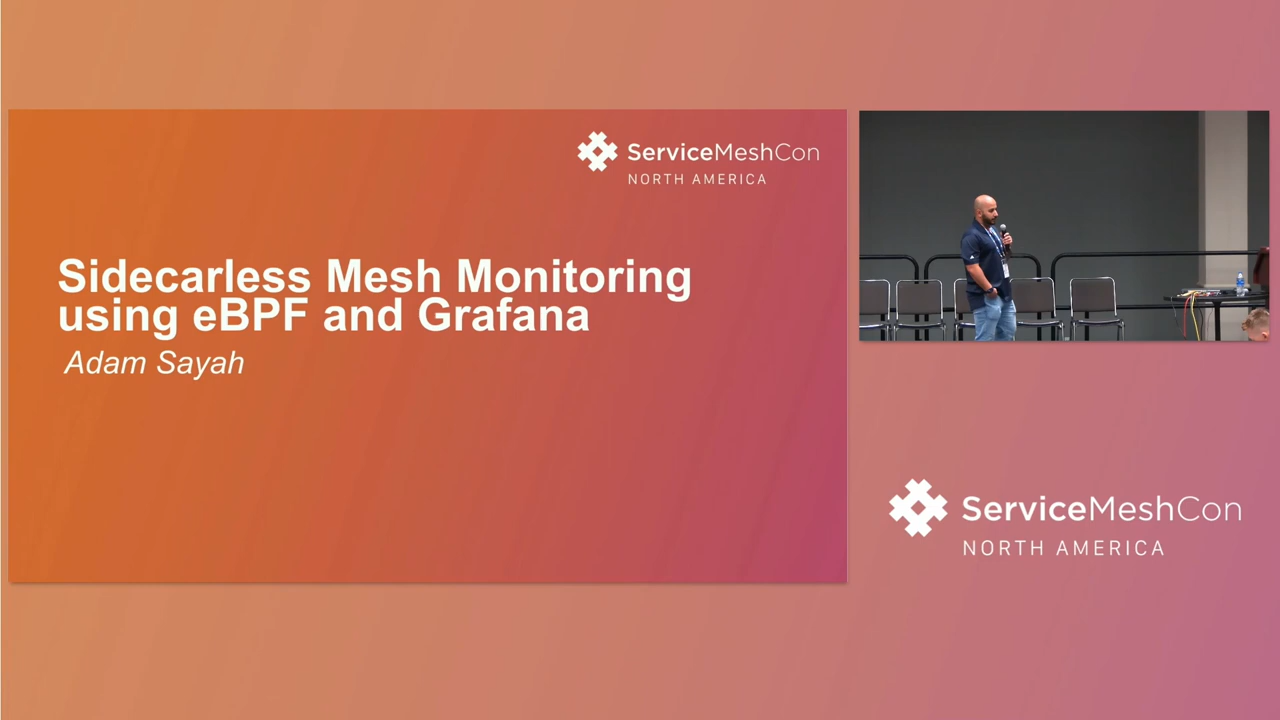 ServiceMeshCon
NORTH AMERICA
Sidecarless Mesh Monitoring
using eBPF and Grafana
Adam Sayah
ServiceMeshCon
NORTH AMERICA